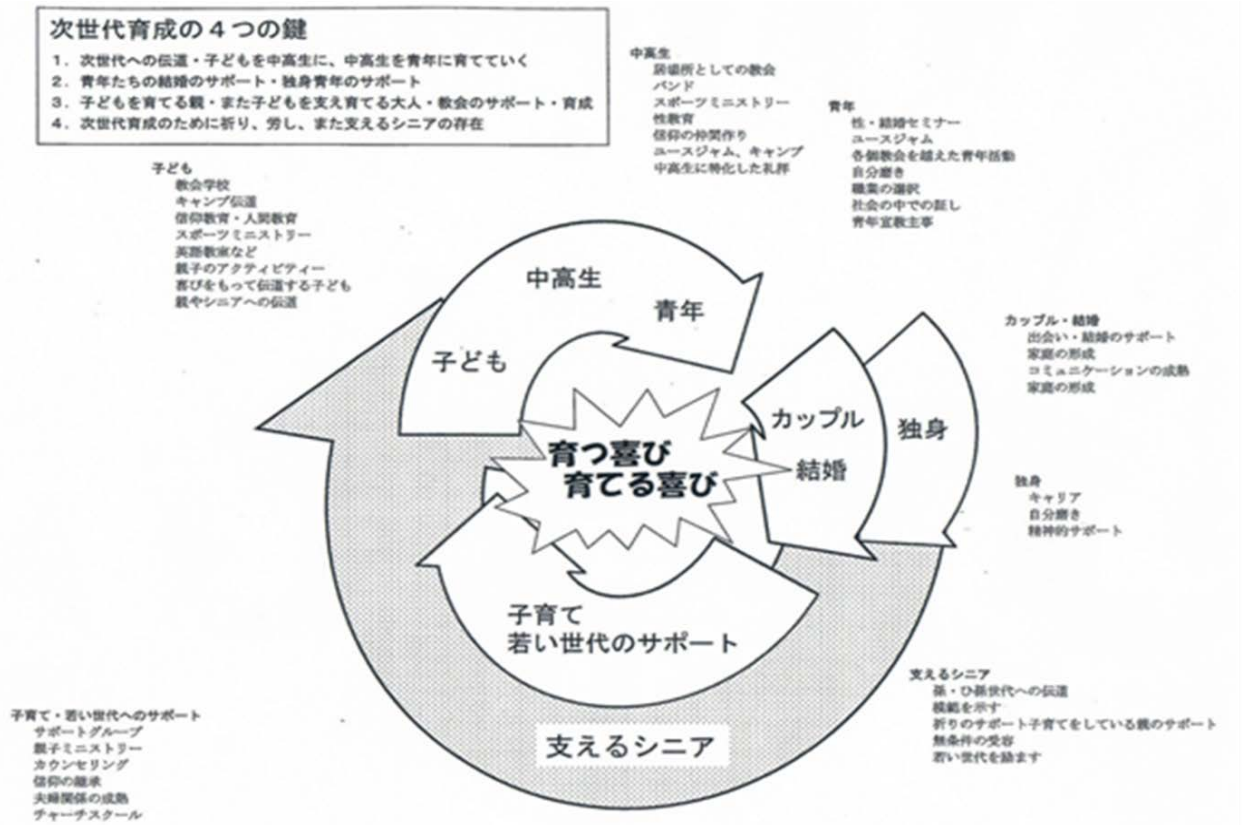 次世代育成の4つの鍵
1．次世代への伝道・子どもを中高生に、中高生を青年に育てていく
2．青年たちの結婚のサポート・独身青年のサポート
3．子どもを育てる親・また子どもを支え育てる大人・教会のサポート・育成
4．次世代育成のために祈り、労し、また支えるシニアの存在
中高生
居場所としての教会
バンド
スポーツミニストリー
性教育
信仰の仲間作り
ユースジャム、キャンプ
中高生に特化した礼拝
青年
性・結婚セミナー
ユースジャム
各個教会を越えた青年活動
自分磨き
職業の選択
社会の中での証し
青年宣教主事
子ども
教会学校
キャンプ伝道
信仰教育・人間教育
スポーツミニストリー
英語教室など
親子のアクティビティー
喜びをもって伝道する子ども
親やシニアへの伝道
中高生
青年
子ども
カップル
結婚
独身
育つ喜び
育てる喜び
子育て
若い世代のサポート
支えるシニア
カップル・結婚
出会い・結婚のサポート
家庭の形成
コミュニケーションの成熟
家庭の形成
独身
キャリア
自分磨き
精神的サポート
支えるシニア
孫・ひ孫世代への伝道
模範を示す
祈りのサポート子育てをしている親のサポート
無条件の受容
若い世代を励ます
子育て・若い世代へのサポート
サポートグループ
親子ミニストリー
カウンセリング
信仰の継承
夫婦関係の成熟
チャーチスクール